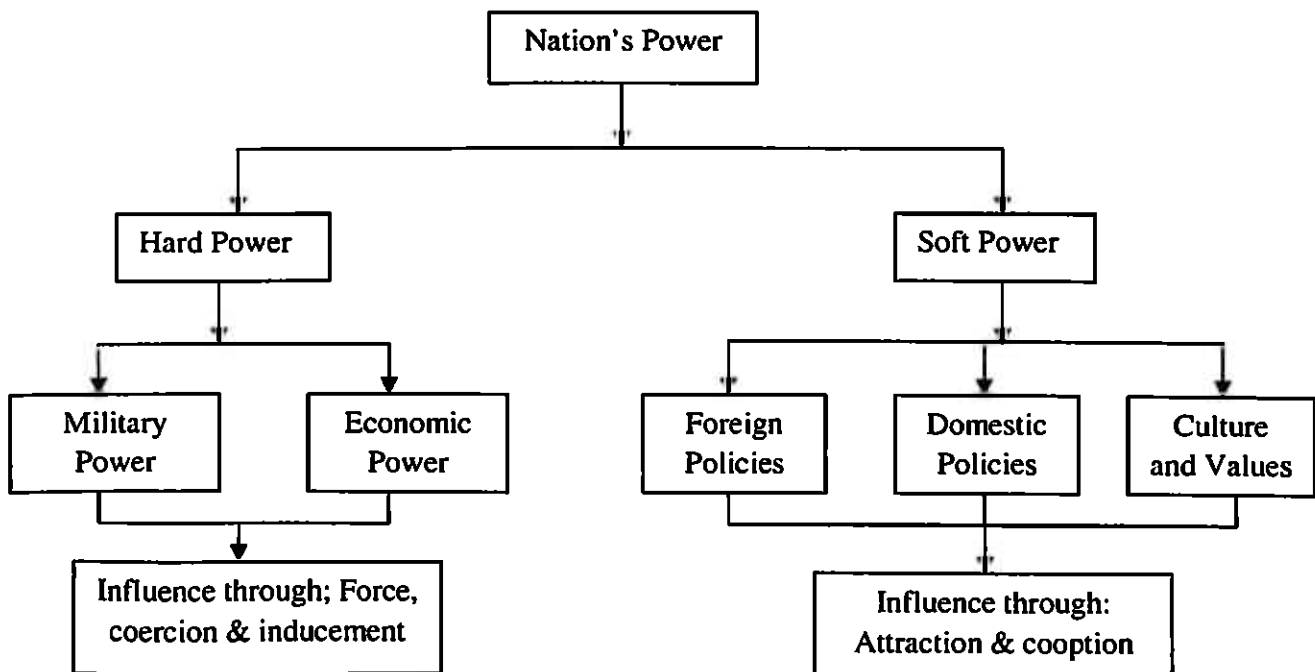 Nation's Power
Hard Power
Soft Power
Military
Power
Economic
Power
Foreign
Policies
Domestic
Policies
Culture
and Values
Influence through; Force,
coercion & inducement
Influence through:
Attraction & cooption